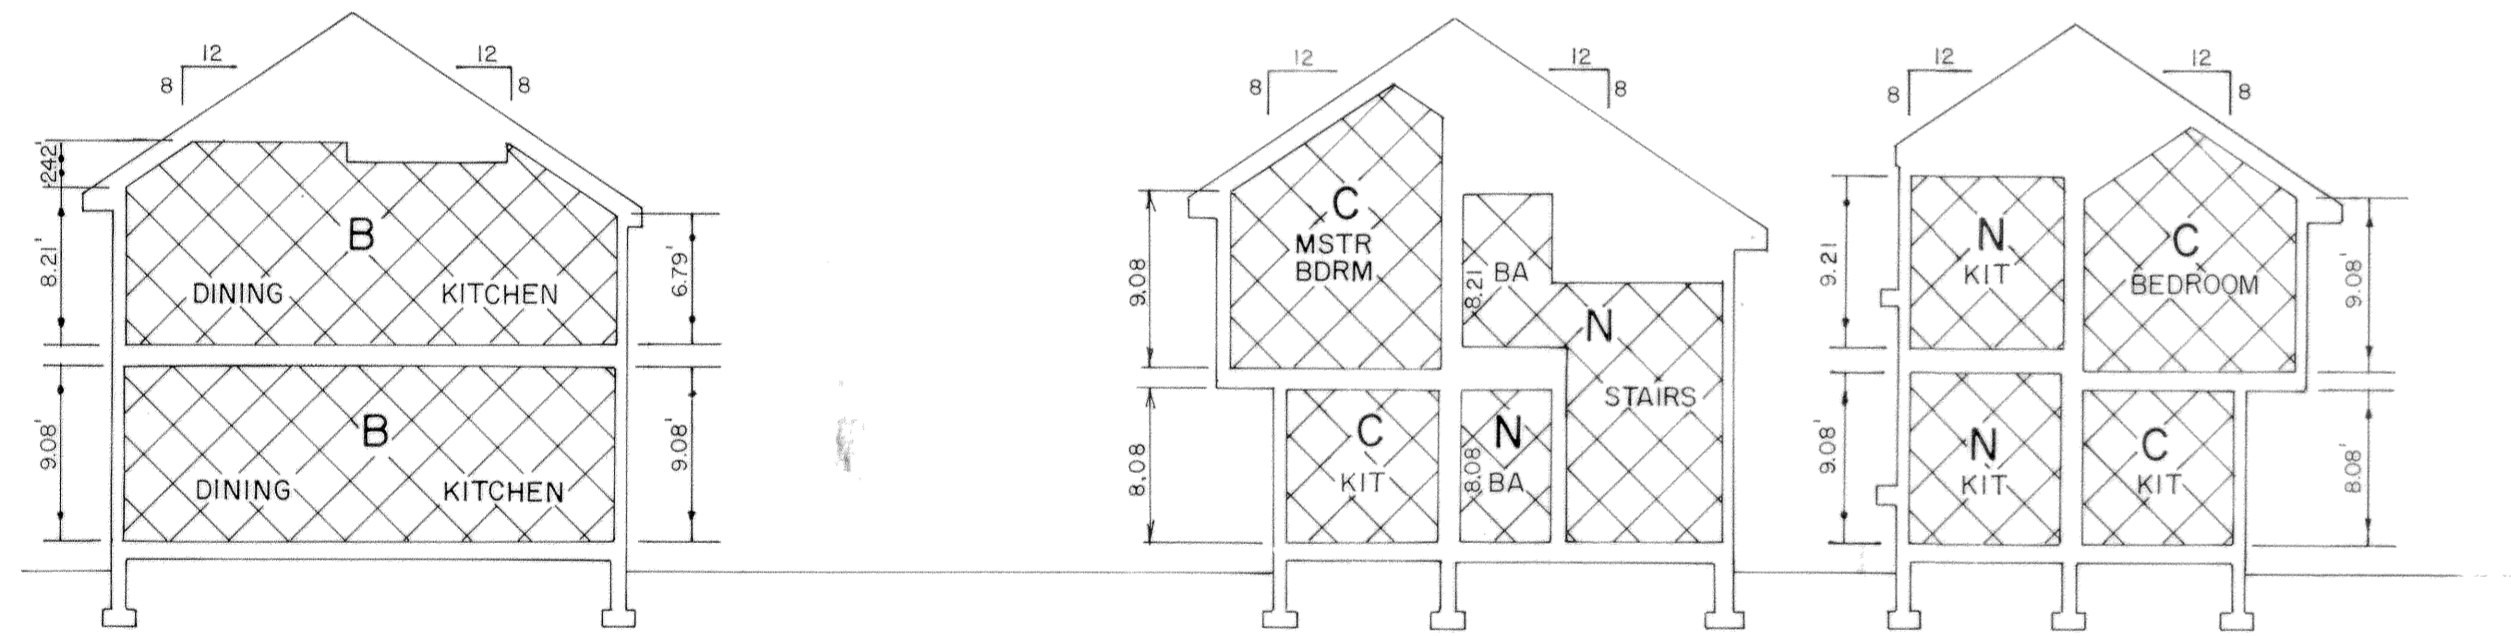 12
8
12
8
2.42'
8.21'
B
DINING
KITCHEN
6.79'
9.08'
B
DINING
KITCHEN
9.08'
12
8
12
8
9.08
C
MSTR
BDRM
8.21
BA
N
STAIRS
8.08
C
KIT
8.08
N
BA
12
8
12
8
9.21
N
KIT
C
BEDROOM
9.08'
9.08'
N
KIT
C
KIT
8.08'